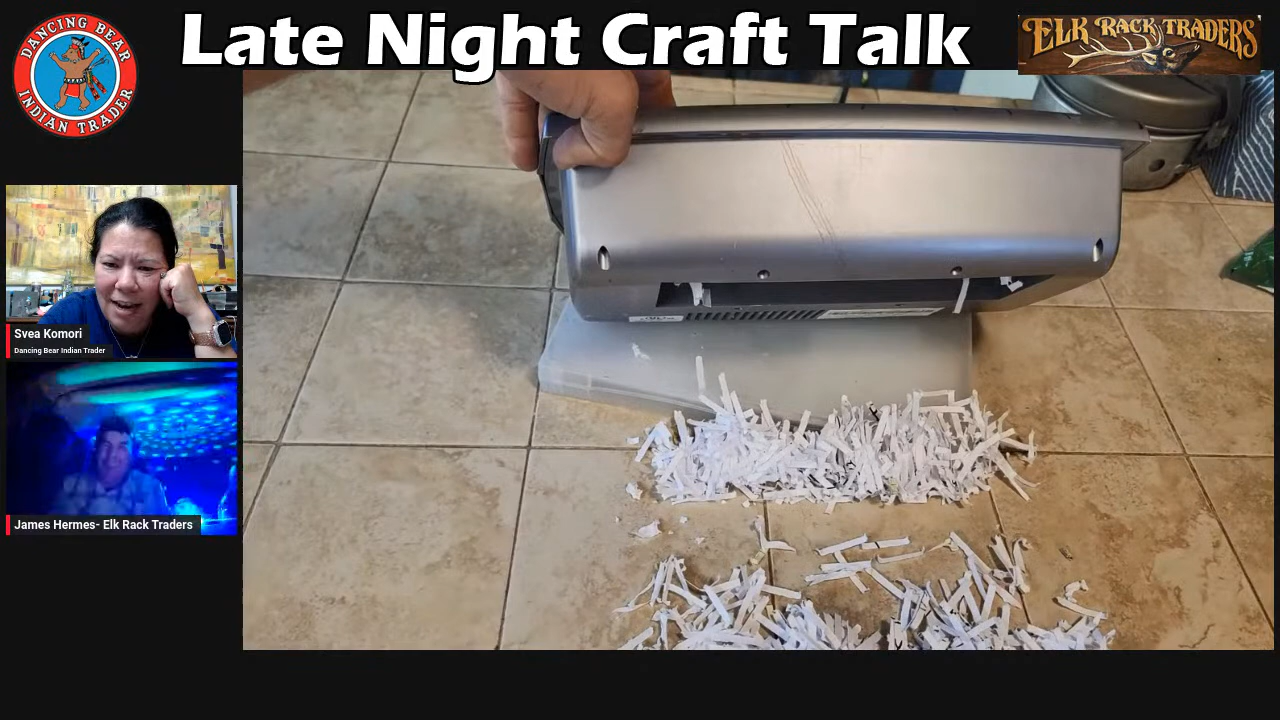 DANCING BEAR
INDIAN TRADER
Late Night Craft Talk
ELK RACK TRADERS
Svea Komori
Dancing Bear Indian Trader
James Hermes- Elk Rack Traders